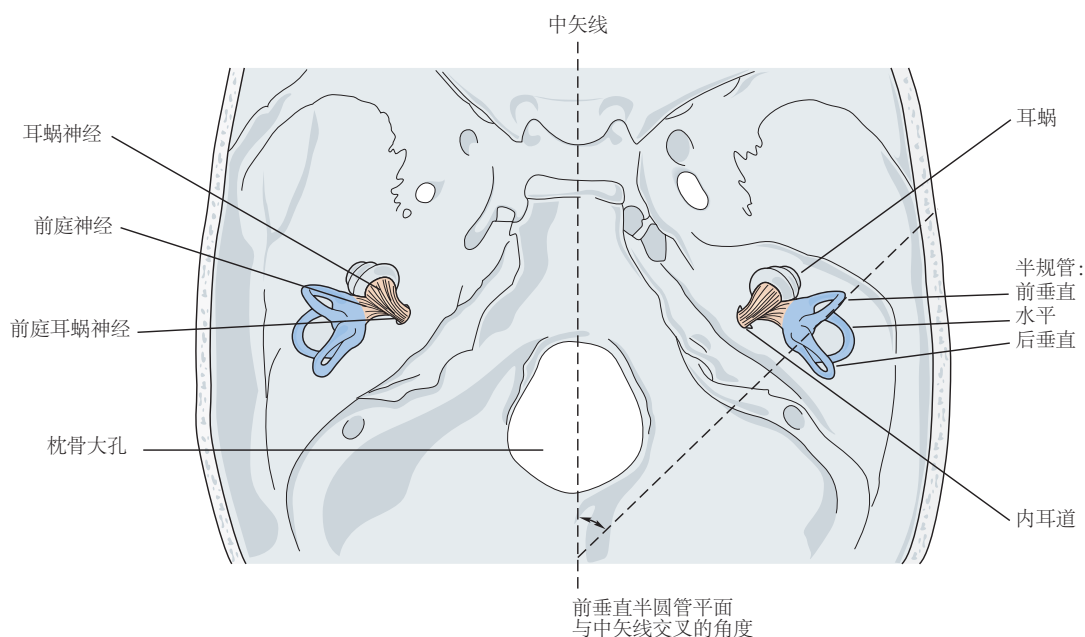 中矢线
耳蜗神经
前庭神经
前庭耳蜗神经
枕骨大孔
耳蜗
半规管：
前垂直
水平
后垂直
内耳道
前垂直半圆管平面
与中矢线交叉的角度